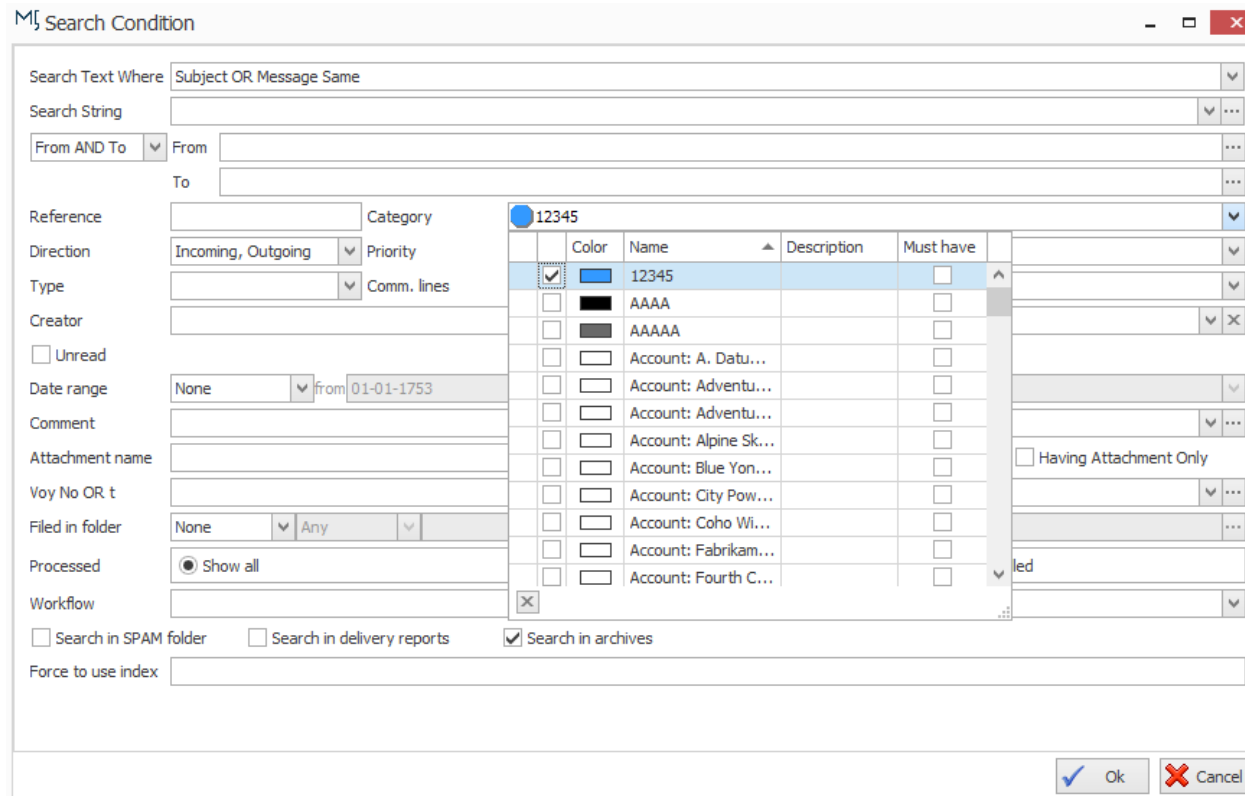 Search Condition
Search Text Where Subject OR Message Same
Search String
From AND To From
To
Reference Category 12345
Direction Incoming, Outgoing Priority
Type Comm. lines
Creator
Unread
Date range None from 01-01-1753
Comment
Attachment name Having Attachment Only
Voy No OR t
Filed in folder None Any
Processed Show all led
Workflow
Color Name Description Must have
12345
AAAA
AAAAA
Account: A. Datu...
Account: Adventu...
Account: Adventu...
Account: Alpine Sk...
Account: Blue Yon...
Account: City Pow...
Account: Coho Wi...
Account: Fabrikam...
Account: Fourth C...
Search in SPAM folder Search in delivery reports Search in archives
Force to use index
Ok Cancel